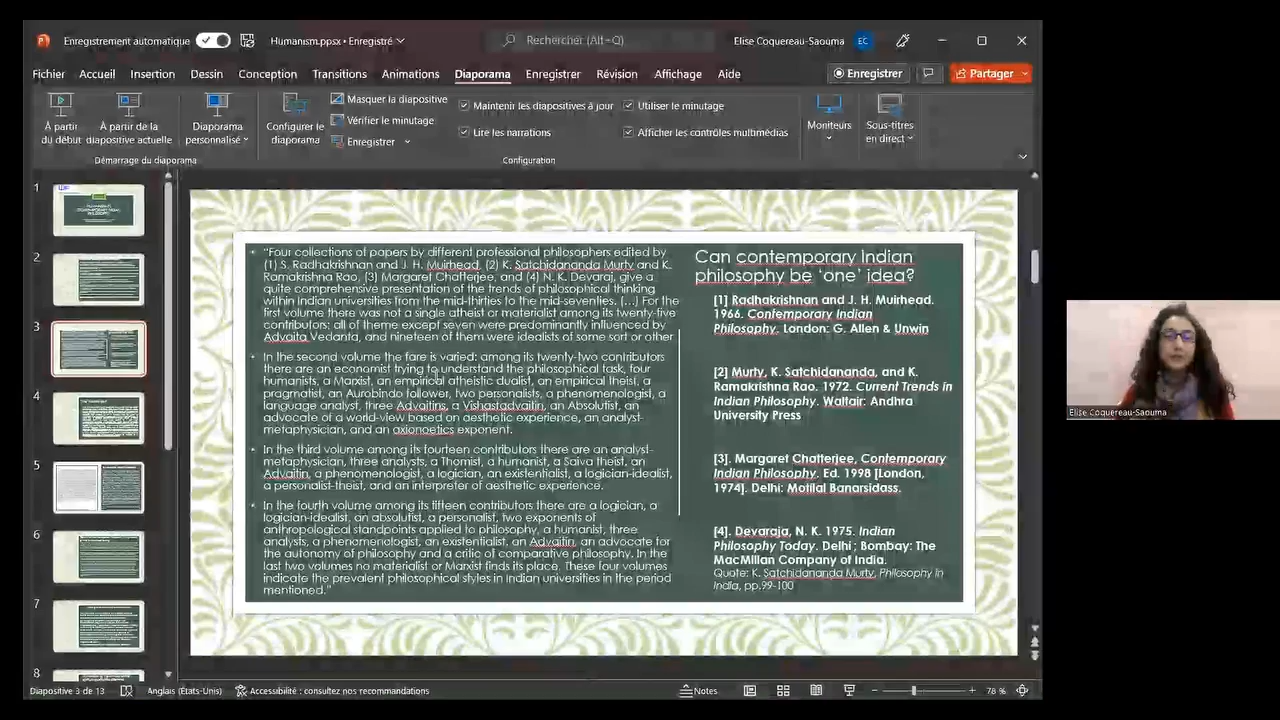 Enregistrement automatique
Humanism.ppsx • Enregistré
Rechercher (Alt+Q)
Elise Coquereau-Saouma
EC
Fichier Accueil Insertion Dessin Conception Transitions Animations Diaporama Enregistrer Révision Affichage Aide
Enregistrer
Partager
À partir du début
À partir de la diapositive actuelle
Diaporama personnalisé
Configurer le diaporama
Masquer la diapositive
Vérifier le minutage
Enregistrer
Maintenir les diapositives à jour
Utiliser le minutage
Lire les narrations
Afficher les contrôles multimédias
Moniteurs
Sous-titres en direct
Démarrage du diaporama
Configuration
1
2
3
4
5
6
7
8
• "Four collections of papers by different professional philosophers edited by
(1) S. Radhakrishnan and J. H. Muirhead, (2) K. Satchidananda Murty and K.
Ramakrishna Rao, (3) Margaret Chatterjee, and (4) N. K. Devaraj, give a
quite comprehensive presentation of the trends of philosophical thinking
within Indian universities from the mid-thirties to the mid-seventies. (...) For the
first volume there was not a single atheist or materialist among its twenty-five
contributors; all of theme except seven were predominantly influenced by
Advaita Vedanta, and nineteen of them were idealists of some sort or other
• In the second volume the fare is varied: among its twenty-two contributors
there are an economist trying to understand the philosophical task, four
humanists, a Marxist, an empirical atheistic dualist, an empirical theist, a
pragmatist, an Aurobindo follower, two personalists, a phenomenologist, a
language analyst, three Advaitins, a Vishastadvaitin, an Absolutist, an
advocate of a world-view based on aesthetic experience, an analyst-
metaphysician, and an axionoetics exponent.
• In the third volume among its fourteen contributors there are an analyst-
metaphysician, three analysts, a Thomist, a humanist, a Saiva theist, an
Advaitin, a phenomenologist, a logician, an existentialist, a logician-idealist,
a personalist-theist, and an interpreter of aesthetic experience.
• In the fourth volume among its fifteen contributors there are a logician, a
logician-idealist, an absolutist, a personalist, two exponents of
anthropological standpoints applied to philosophy, a humanist, three
analysts, a phenomenologist, an existentialist, an Advaitin, an advocate for
the autonomy of philosophy and a critic of comparative philosophy. In the
last two volumes no materialist or Marxist finds its place. These four volumes
indicate the prevalent philosophical styles in Indian universities in the period
mentioned."
Can contemporary Indian
philosophy be 'one' idea?
[1] Radhakrishnan and J. H. Muirhead.
1966. Contemporary Indian
Philosophy. London: G. Allen & Unwin
[2] Murty, K. Satchidananda, and K.
Ramakrishna Rao. 1972. Current Trends in
Indian Philosophy. Waltair: Andhra
University Press
[3]. Margaret Chatterjee, Contemporary
Indian Philosophy. Ed. 1998 [London,
1974]. Delhi: Motilal Banarsidass.
[4]. Devaraja, N. K. 1975. Indian
Philosophy Today. Delhi ; Bombay: The
MacMillan Company of India.
Quote: K. Satchidananda Murty, Philosophy in
India, pp.99-100
Elise Coquereau-Saouma
Diapositive 3 de 13
Anglais (États-Unis)
Accessibilité : consultez nos recommandations
Notes
78 %